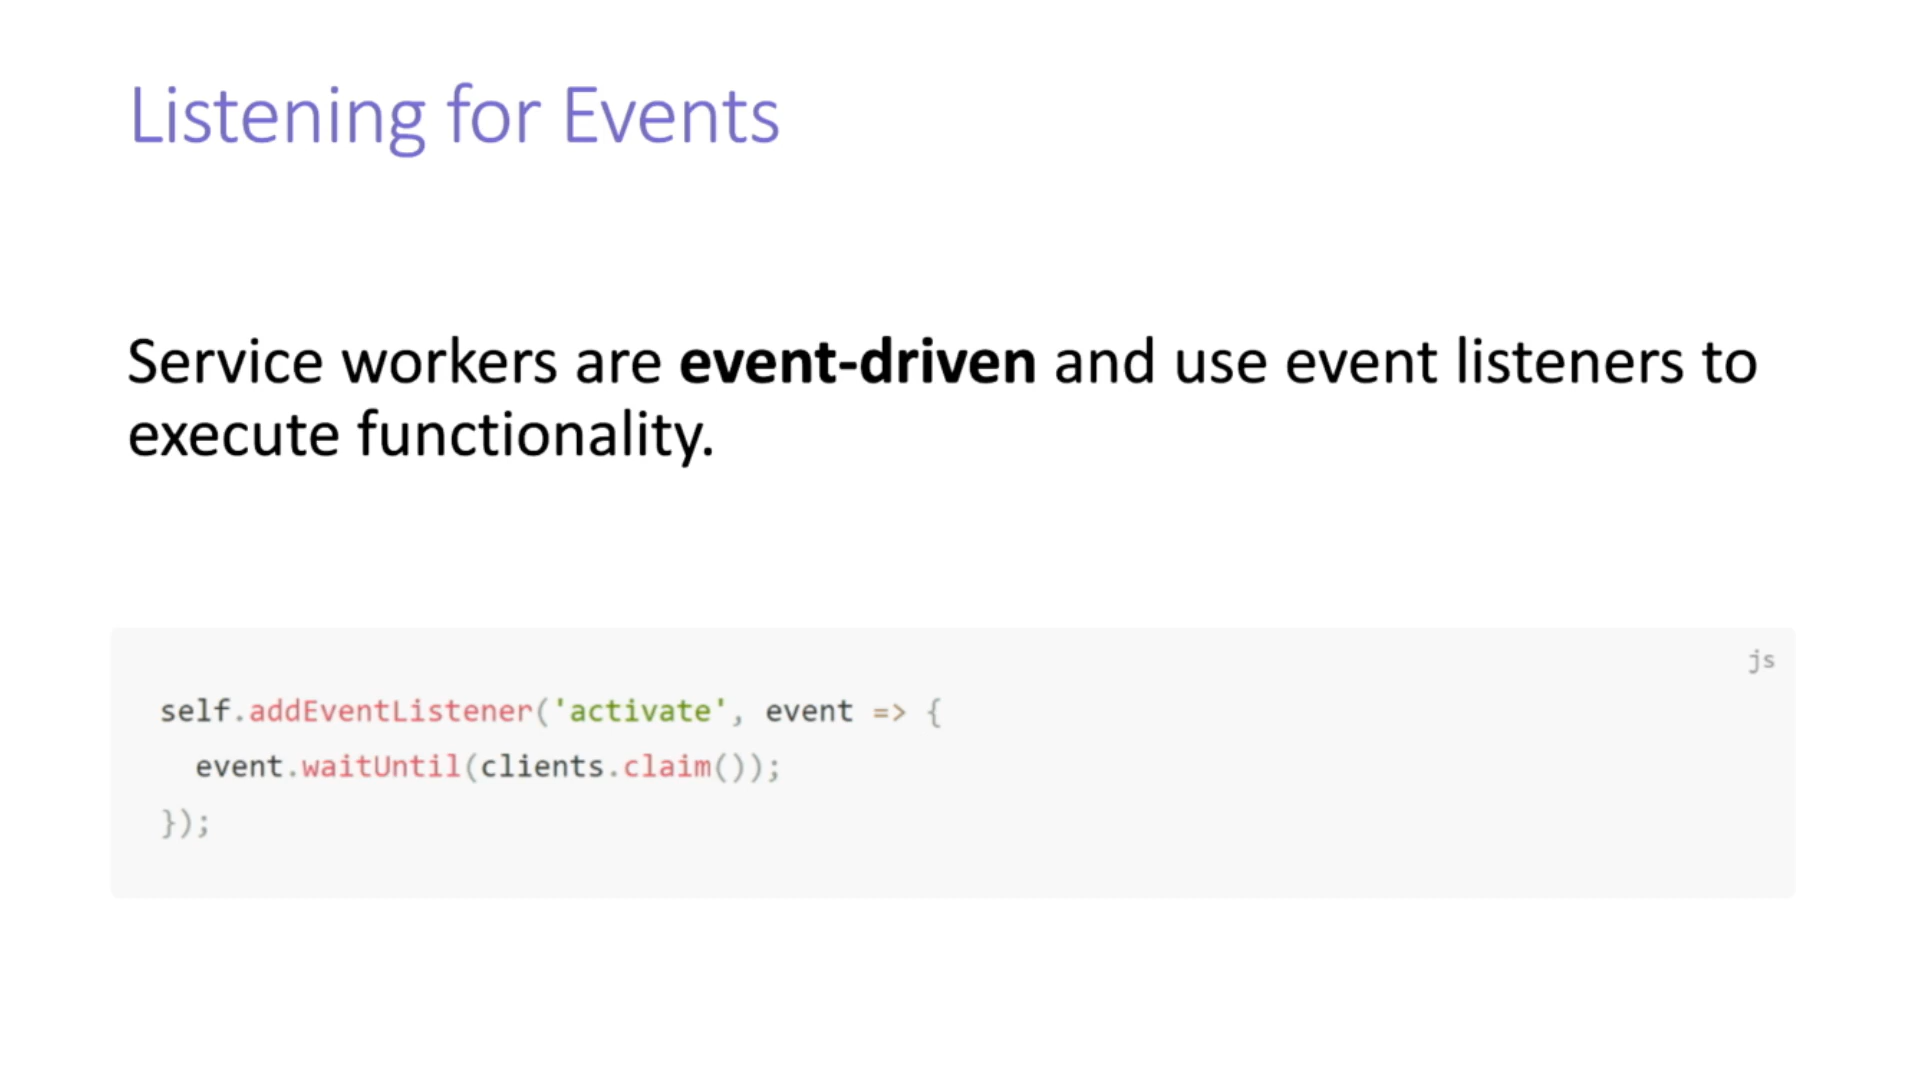 Listening for Events
Service workers are event-driven and use event listeners to
execute functionality.
js
self.addEventListener('activate', event => {
  event.waitUntil(clients.claim());
});